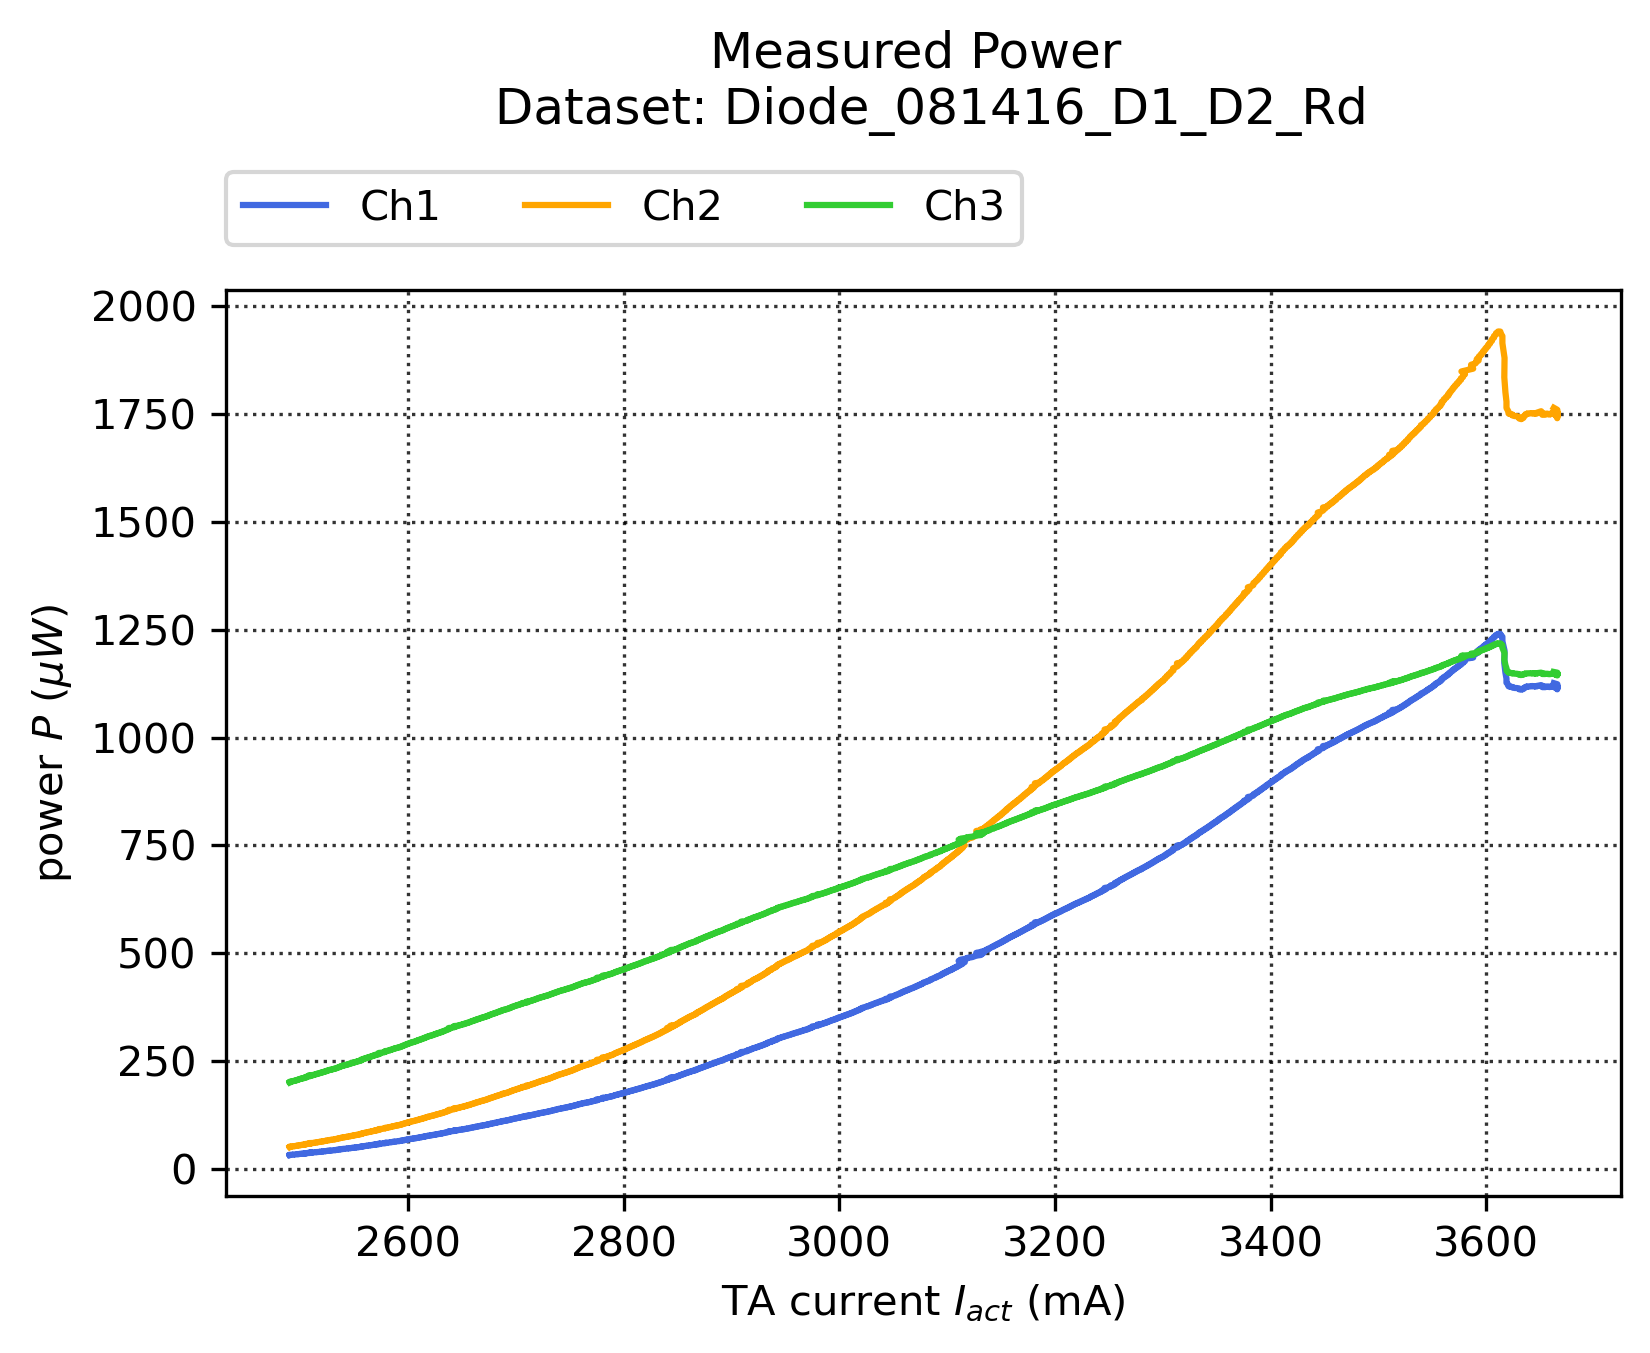 Measured Power
Dataset: Diode_081416_D1_D2_Rd
Ch1 Ch2 Ch3
2000
1750
1500
1250
1000
750
500
250
0
power P (μW)
2600 2800 3000 3200 3400 3600
TA current I_act (mA)